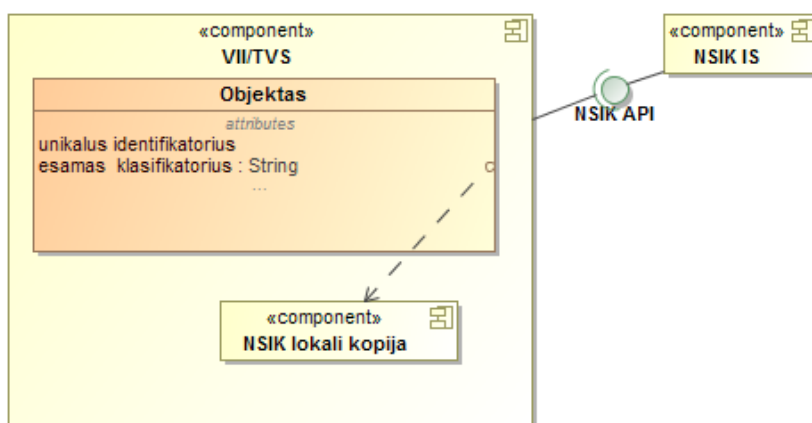 «component»
VII/TVS
Objektas
attributes
unikalus identifikatorius
esamas klasifikatorius : String
...
«component»
NSIK lokali kopija
«component»
NSIK IS
NSIK API